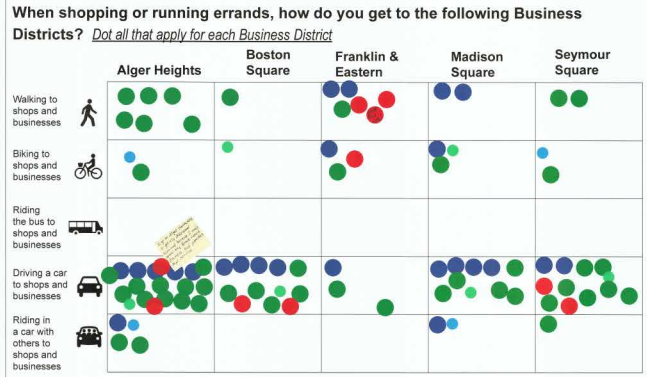 When shopping or running errands, how do you get to the following Business
Districts? Dot all that apply for each Business District
Alger Heights
Boston
Square
Franklin &
Eastern
Madison
Square
Seymour
Square
Walking to
shops and
businesses
Biking to
shops and
businesses
Riding
the bus to
shops and
businesses
Driving a car
to shops and
businesses
Riding in
a car with
others to
shops and
businesses